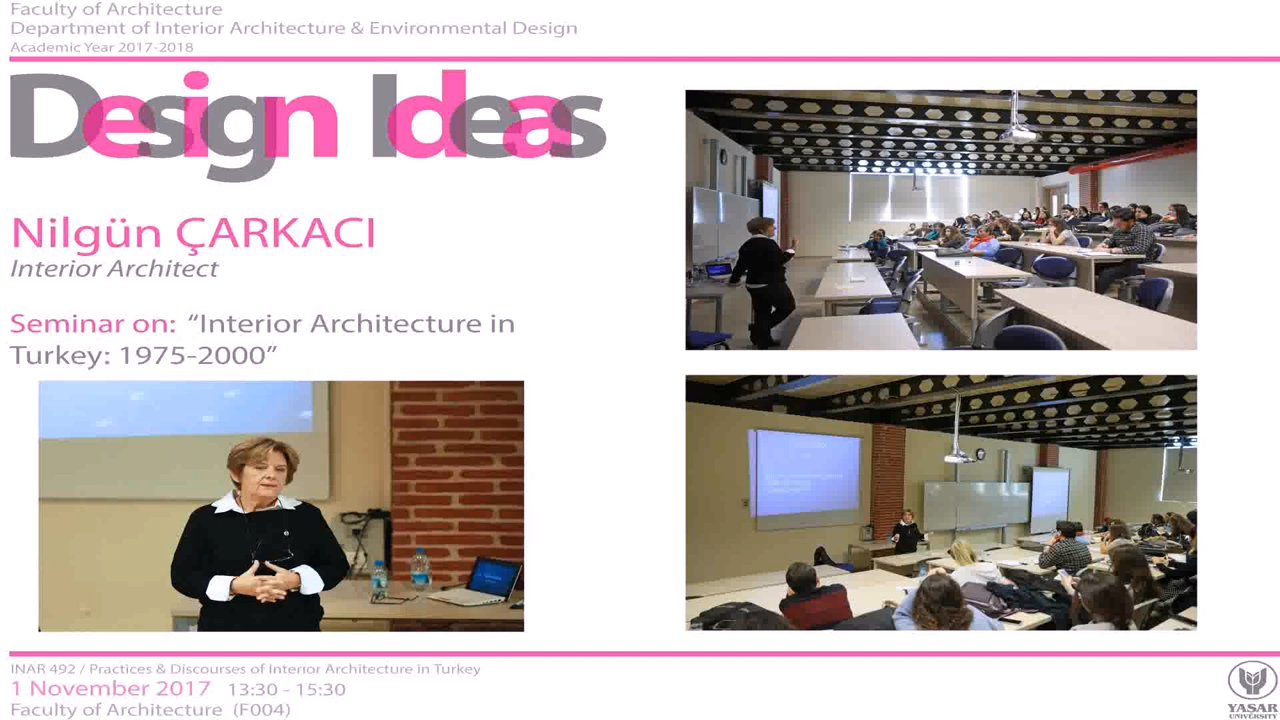 Faculty of Architecture
Department of Interior Architecture & Environmental Design
Academic Year 2017-2018
Design Ideas
Nilgün ÇARKACI
Interior Architect
Seminar on: “Interior Architecture in
Turkey: 1975-2000”
INAR 492 / Practices & Discourses of Interior Architecture in Turkey
1 November 2017 13:30 - 15:30
Faculty of Architecture (F004)
YAŞAR
UNIVERSITY